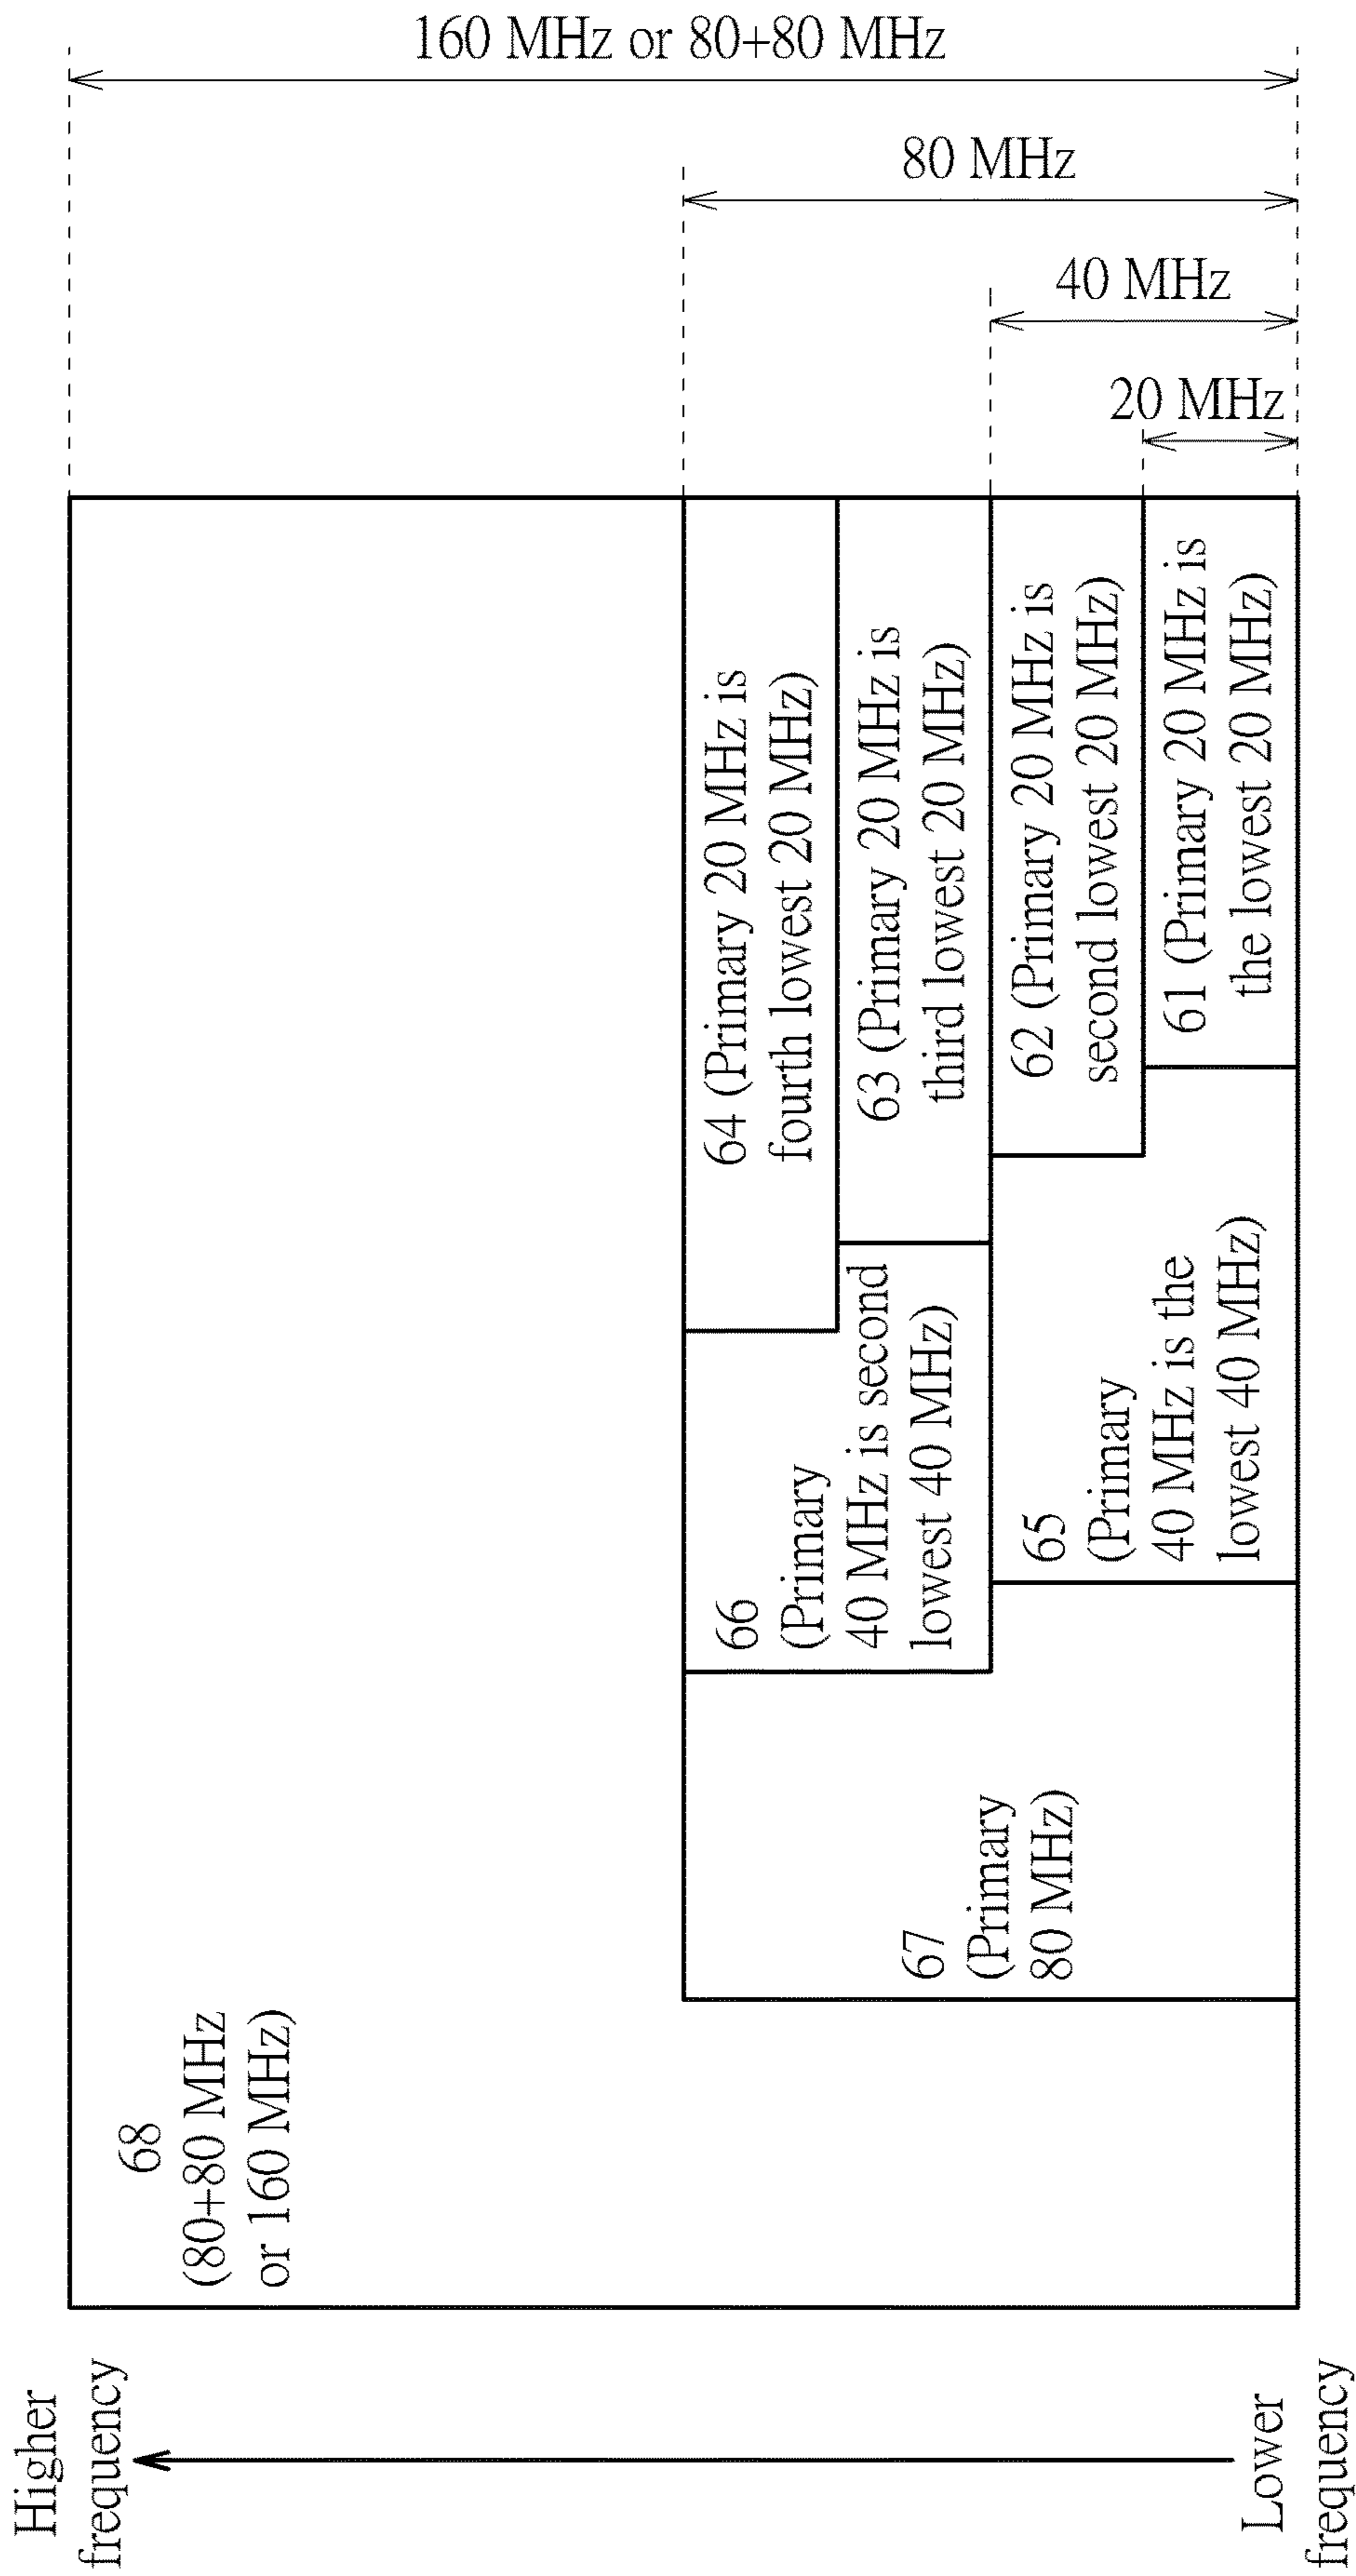 160 MHz or 80+80 MHz
80 MHz
40 MHz
20 MHz
64 (Primary 20 MHz is
fourth lowest 20 MHz)
63 (Primary 20 MHz is
third lowest 20 MHz)
62 (Primary 20 MHz is
second lowest 20 MHz)
61 (Primary 20 MHz is
the lowest 20 MHz)
66
(Primary
40 MHz is second
lowest 40 MHz)
65
(Primary
40 MHz is the
lowest 40 MHz)
67
(Primary
80 MHz)
68
(80+80 MHz
or 160 MHz)
Higher
frequency
Lower
frequency